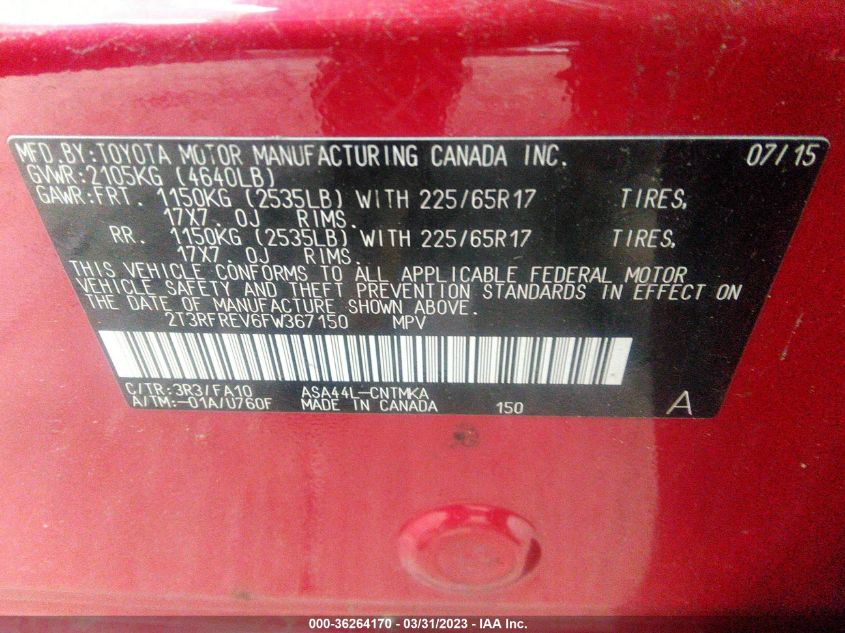 MFD.BY:TOYOTA MOTOR MANUFACTURING CANADA INC. 07/15
GVWR:2105KG (4640LB)
GAWR:FRT. 1150KG (2535LB) WITH 225/65R17 TIRES,
17X7.0J RIMS.
RR. 1150KG (2535LB) WITH 225/65R17 TIRES,
17X7.0J RIMS.
THIS VEHICLE CONFORMS TO ALL APPLICABLE FEDERAL MOTOR
VEHICLE SAFETY AND THEFT PREVENTION STANDARDS IN EFFECT ON
THE DATE OF MANUFACTURE SHOWN ABOVE.
2T3RFREV6FW367150 MPV
C/TR:3R3/FA10 ASA44L-CNTMKA
A/TM:-01A/U760F MADE IN CANADA 150 A
000-36264170 - 03/31/2023 - IAA Inc.